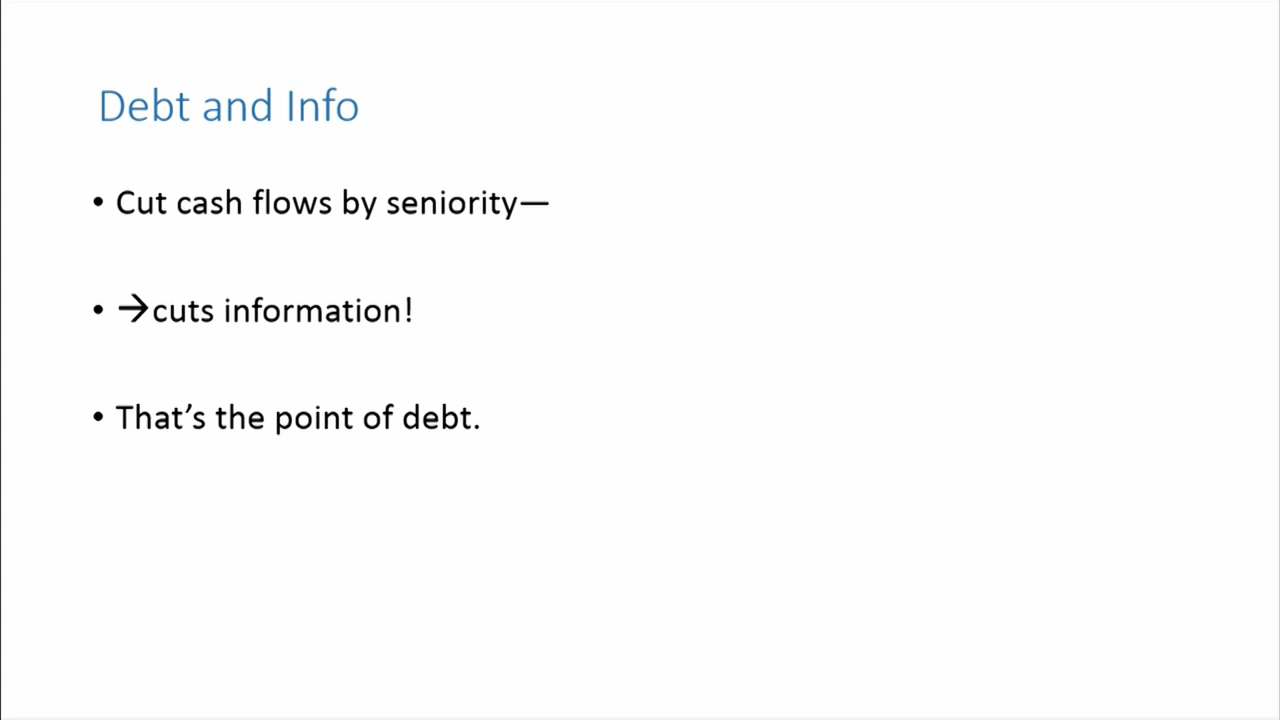 Debt and Info
• Cut cash flows by seniority—
• →cuts information!
• That’s the point of debt.